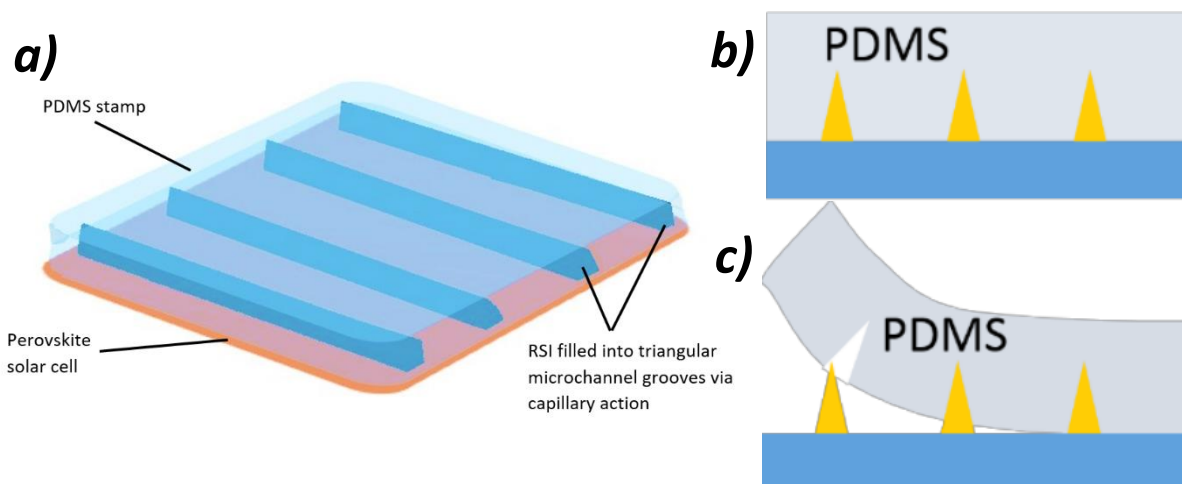 a)
PDMS stamp
Perovskite
solar cell
RSI filled into triangular
microchannel grooves via
capillary action
b)
PDMS
c)
PDMS